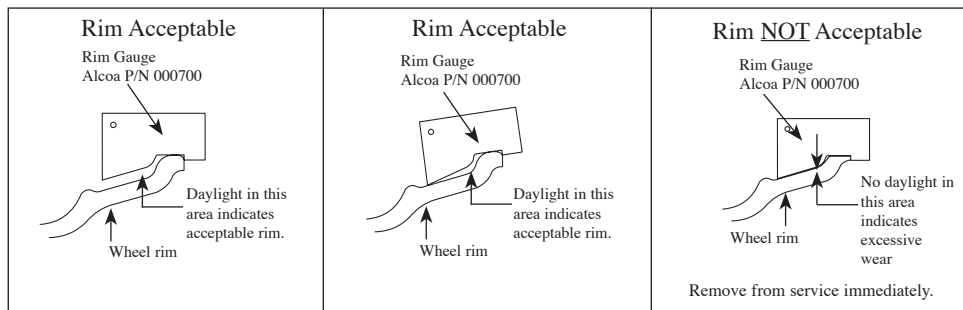 Rim Acceptable
Rim Gauge
Alcoa P/N 000700
Daylight in this
area indicates
acceptable rim.
Wheel rim
Rim Acceptable
Rim Gauge
Alcoa P/N 000700
Daylight in this
area indicates
acceptable rim.
Wheel rim
Rim NOT Acceptable
Rim Gauge
Alcoa P/N 000700
No daylight in
this area
indicates
excessive
wear
Wheel rim
Remove from service immediately.